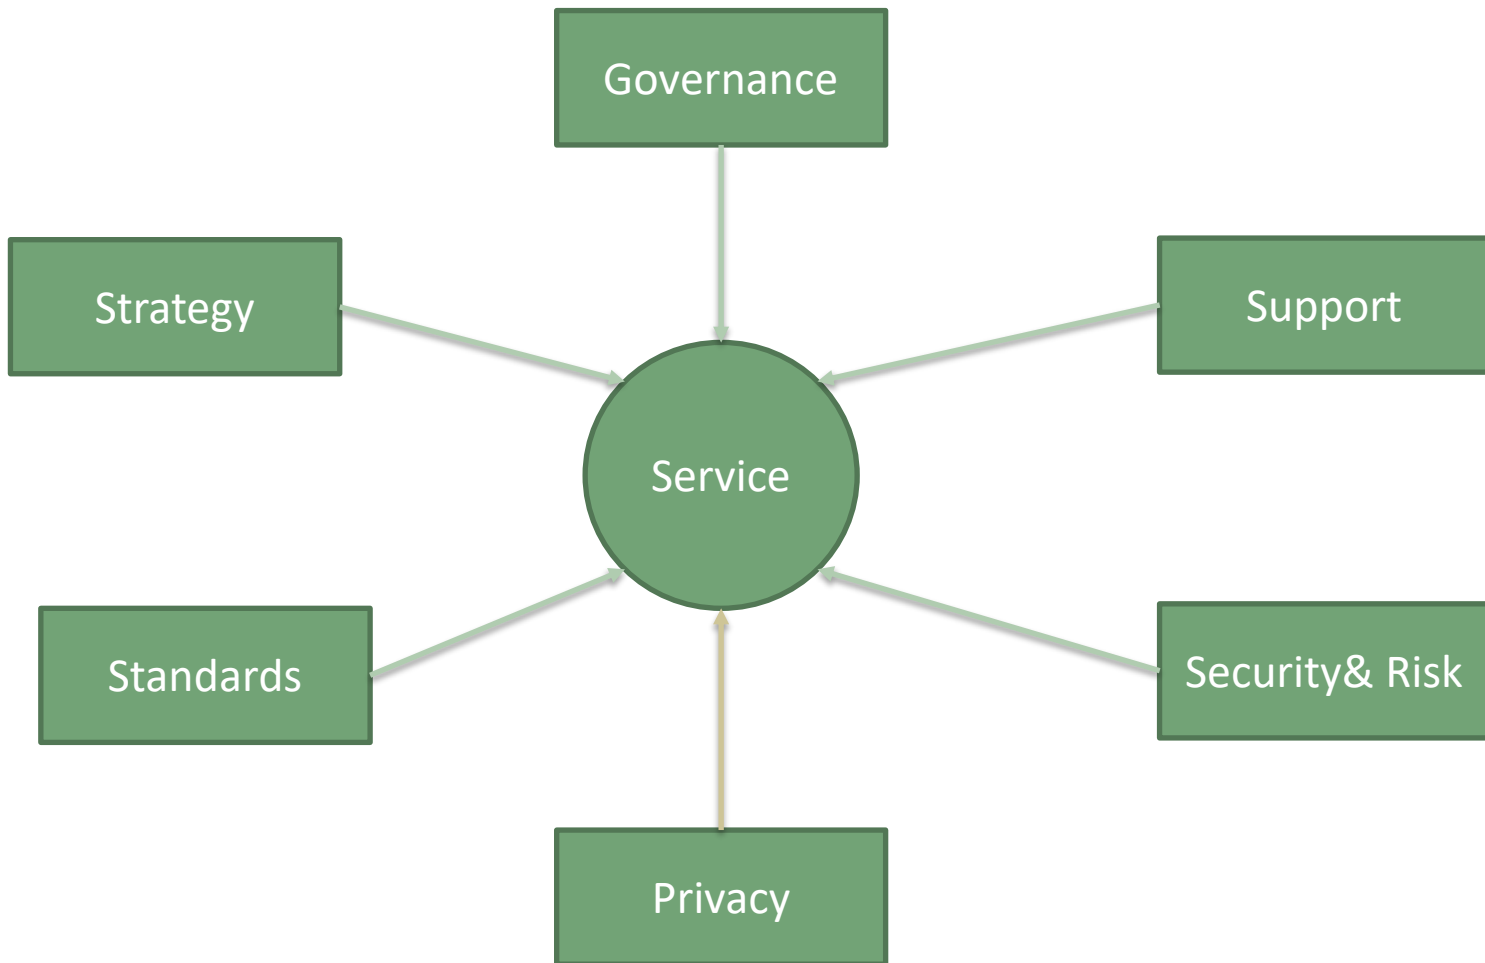 Governance
Strategy
Support
Service
Standards
Security& Risk
Privacy